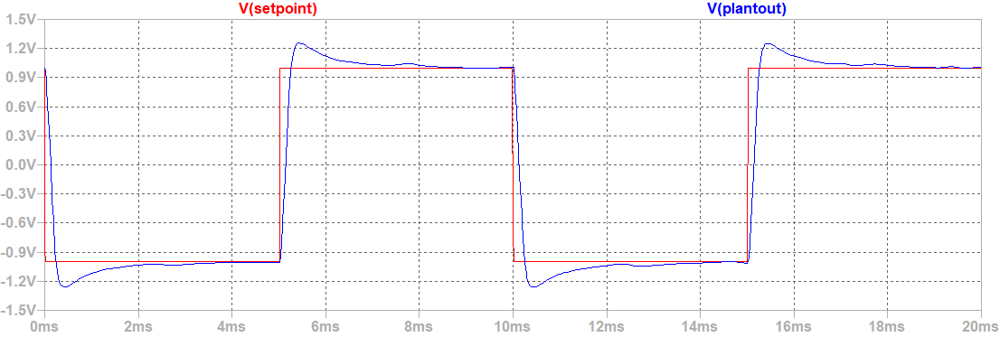 V(setpoint) V(plantout)
1.5V
1.2V
0.9V
0.6V
0.3V
0.0V
-0.3V
-0.6V
-0.9V
-1.2V
-1.5V
0ms 2ms 4ms 6ms 8ms 10ms 12ms 14ms 16ms 18ms 20ms